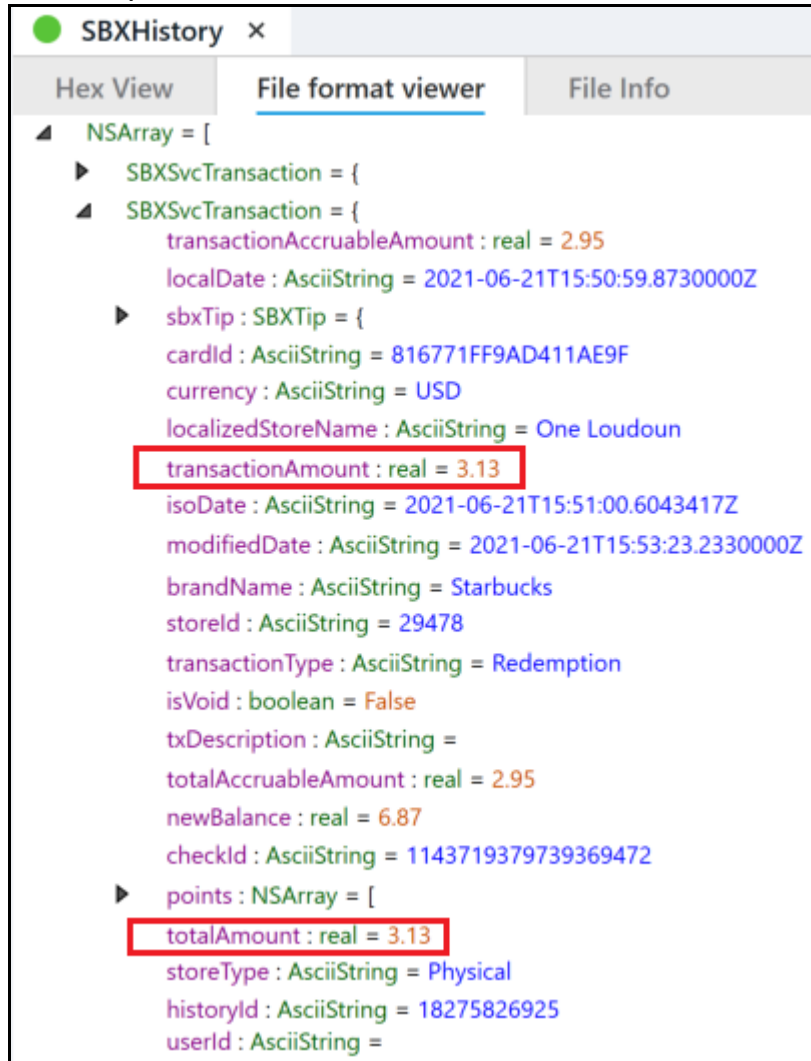 SBXHistory ×
Hex View File format viewer File Info
NSArray = [
SBXSvcTransaction = {
SBXSvcTransaction = {
transactionAccruableAmount : real = 2.95
localDate : AsciiString = 2021-06-21T15:50:59.8730000Z
sbxTip : SBXTip = {
cardId : AsciiString = 816771FF9AD411AE9F
currency : AsciiString = USD
localizedStoreName : AsciiString = One Loudoun
transactionAmount : real = 3.13
isoDate : AsciiString = 2021-06-21T15:51:00.6043417Z
modifiedDate : AsciiString = 2021-06-21T15:53:23.2330000Z
brandName : AsciiString = Starbucks
storeId : AsciiString = 29478
transactionType : AsciiString = Redemption
isVoid : boolean = False
txDescription : AsciiString =
totalAccruableAmount : real = 2.95
newBalance : real = 6.87
checkId : AsciiString = 1143719379739369472
points : NSArray = [
totalAmount : real = 3.13
storeType : AsciiString = Physical
historyId : AsciiString = 18275826925
userId : AsciiString =